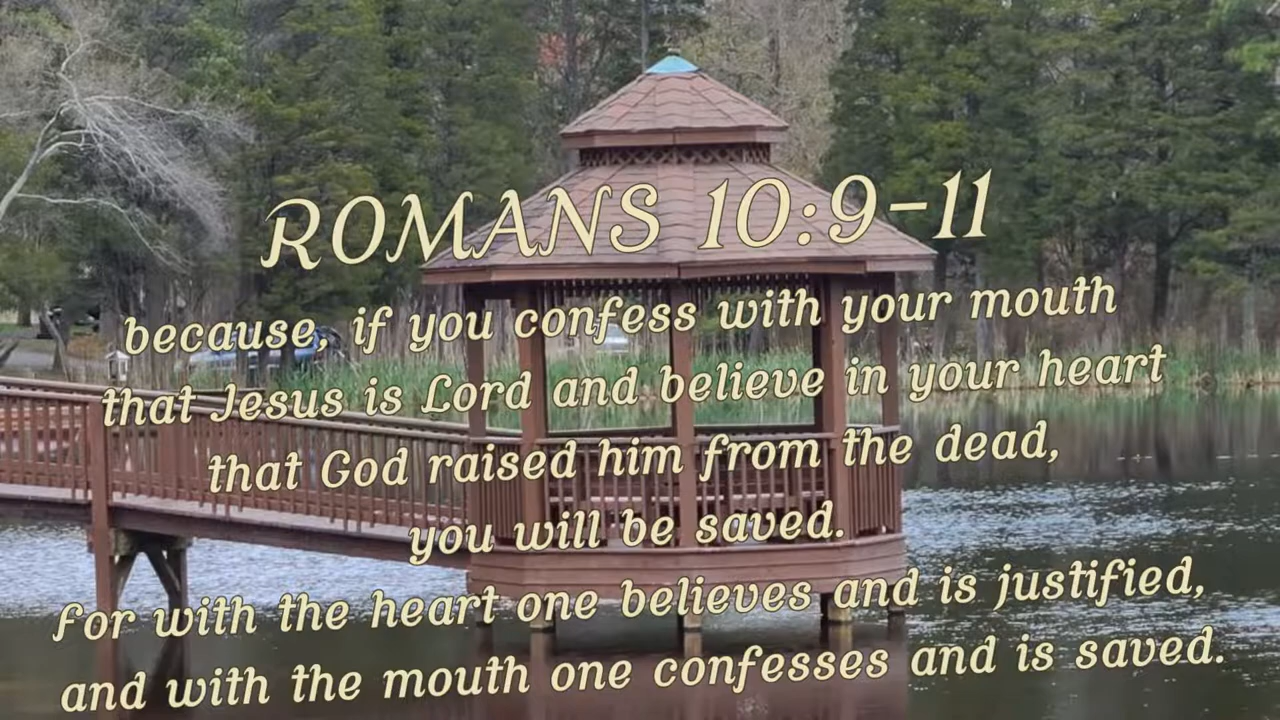 ROMANS 10:9-11
because, if you confess with your mouth
that Jesus is Lord and believe in your heart
that God raised him from the dead,
you will be saved.
For with the heart one believes and is justified,
and with the mouth one confesses and is saved.